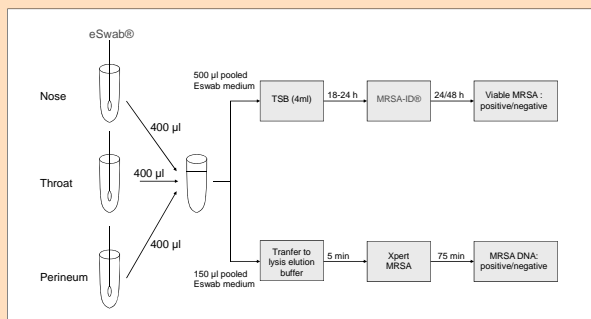 eSwab®
Nose
Throat
Perineum
400 µl
400 µl
400 µl
500 µl pooled
Eswab medium
TSB (4ml)
18-24 h
MRSA-ID®
24/48 h
Viable MRSA :
positive/negative
150 µl pooled
Eswab medium
Tranfer to
lysis elution
buffer
5 min
Xpert
MRSA
75 min
MRSA DNA:
positive/negative